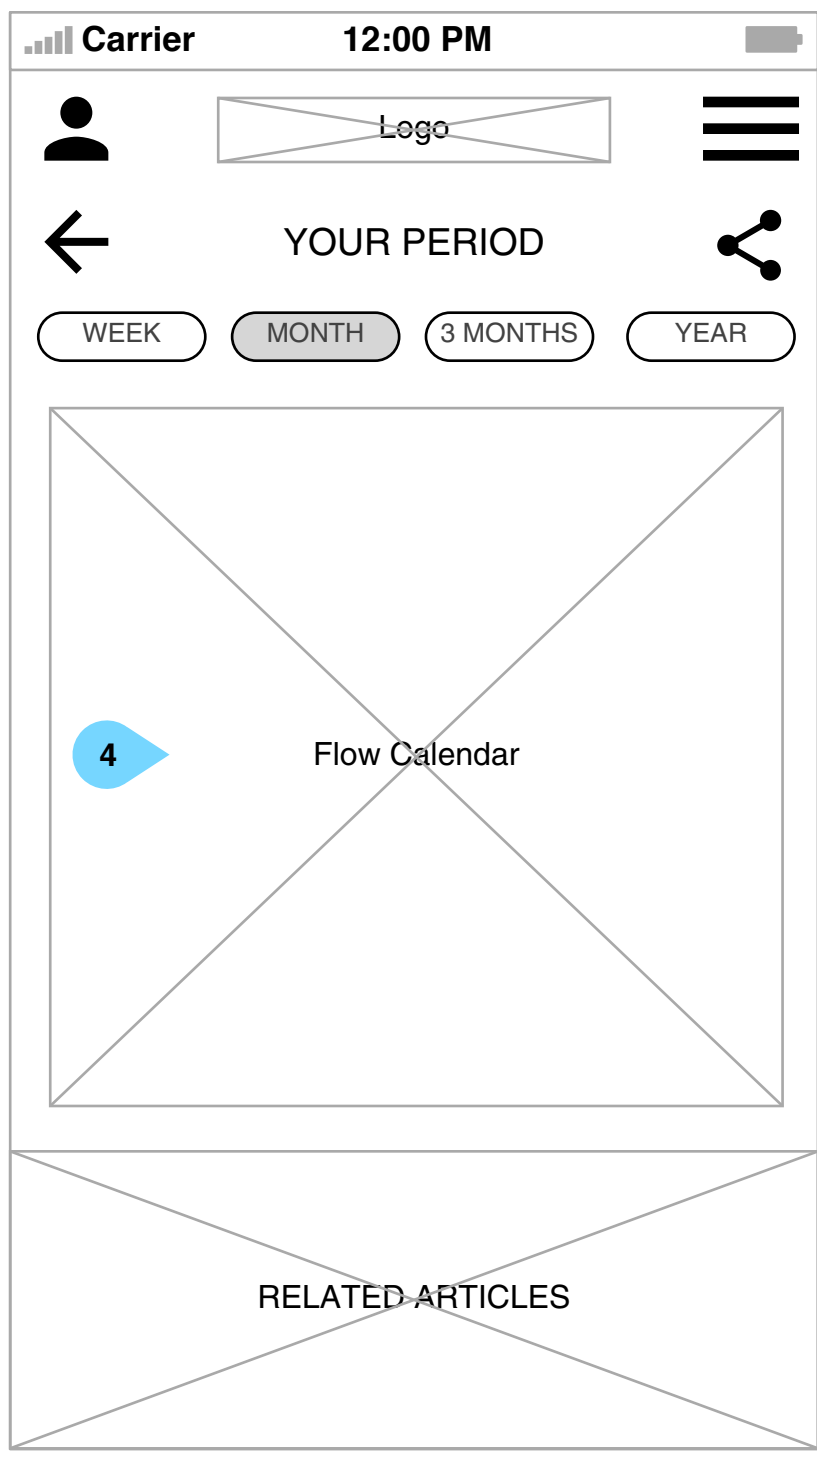 Carrier 12:00 PM
Logo
YOUR PERIOD
WEEK MONTH 3 MONTHS YEAR
4 Flow Calendar
RELATED ARTICLES